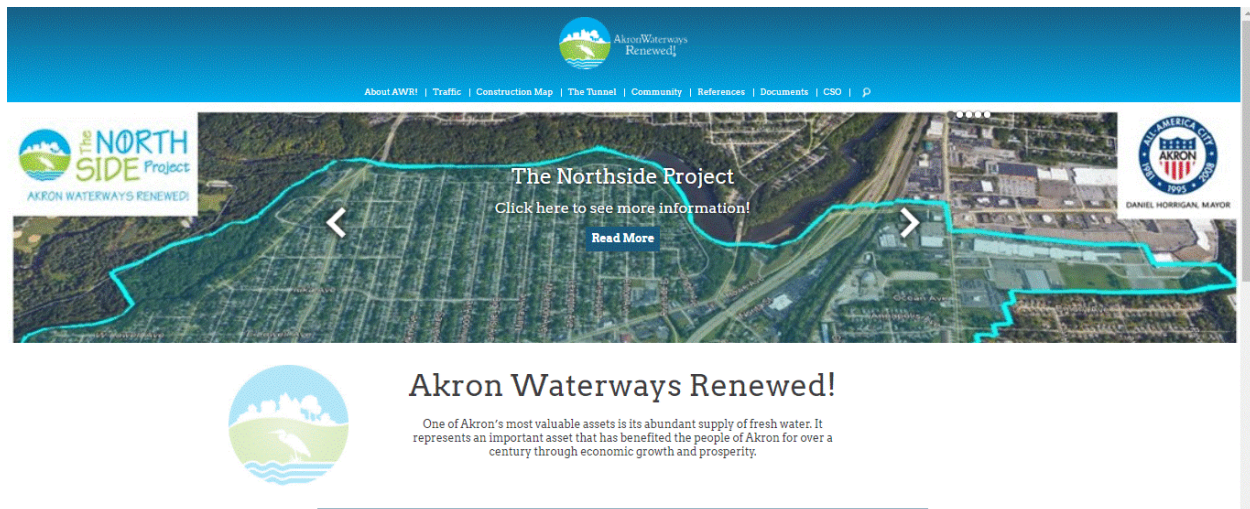 AkronWaterways
Renewed!
About AWR! | Traffic | Construction Map | The Tunnel | Community | References | Documents | CSO |
The NORTH
SIDE Project
AKRON WATERWAYS RENEWED!
ALL-AMERICA CITY
AKRON
1981 • 1995 • 2008
DANIEL HORRIGAN, MAYOR
The Northside Project
Click here to see more information!
Read More
Ocean Ave
Akron Waterways Renewed!
One of Akron's most valuable assets is its abundant supply of fresh water. It
represents an important asset that has benefited the people of Akron for over a
century through economic growth and prosperity.